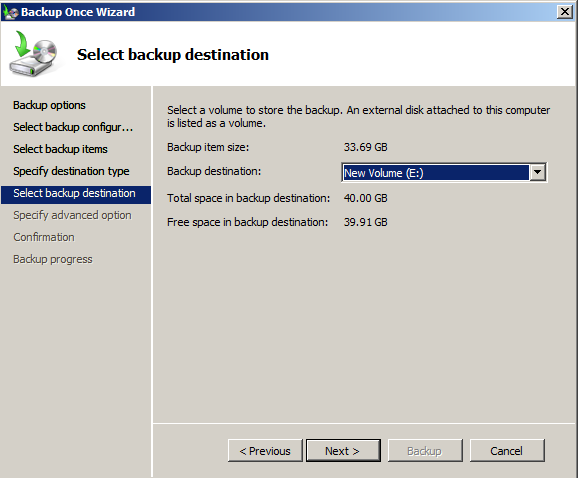 Backup Once Wizard
Select backup destination
Backup options
Select backup configur...
Select backup items
Specify destination type
Select backup destination
Specify advanced option
Confirmation
Backup progress
Select a volume to store the backup. An external disk attached to this computer
is listed as a volume.
Backup item size: 33.69 GB
Backup destination: New Volume (E:)
Total space in backup destination: 40.00 GB
Free space in backup destination: 39.91 GB
< Previous Next > Backup Cancel